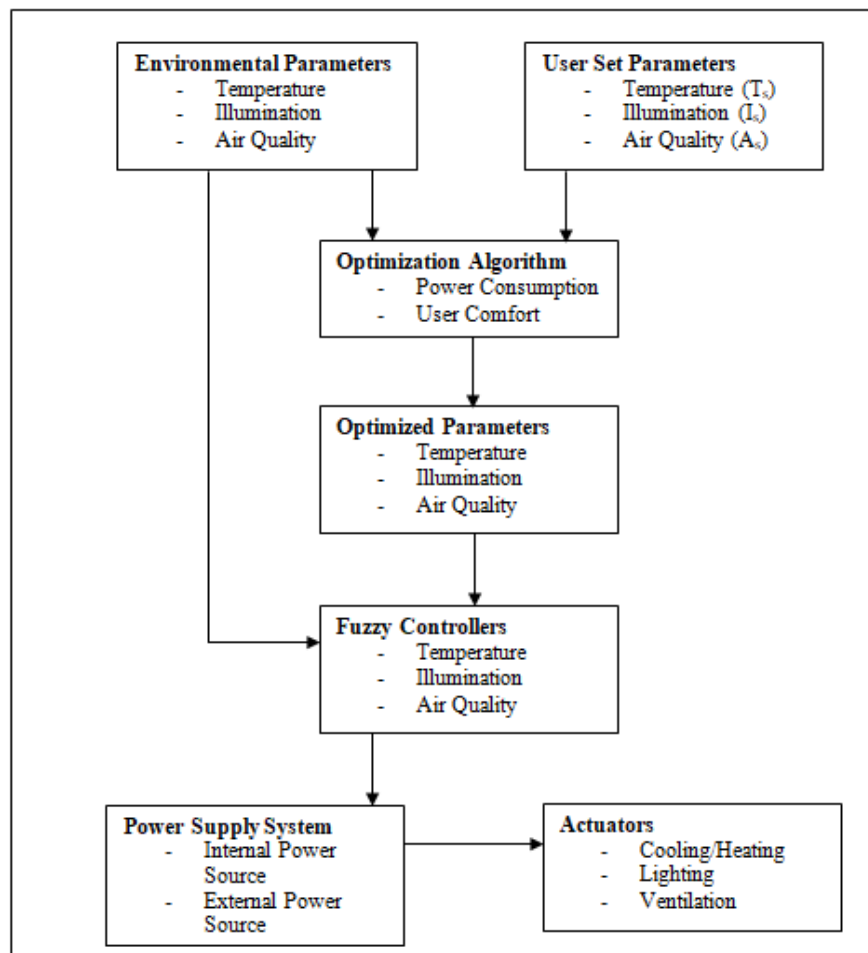 Environmental Parameters
- Temperature
- Illumination
- Air Quality
User Set Parameters
- Temperature (Ts)
- Illumination (Is)
- Air Quality (As)
Optimization Algorithm
- Power Consumption
- User Comfort
Optimized Parameters
- Temperature
- Illumination
- Air Quality
Fuzzy Controllers
- Temperature
- Illumination
- Air Quality
Power Supply System
- Internal Power
Source
- External Power
Source
Actuators
- Cooling/Heating
- Lighting
- Ventilation